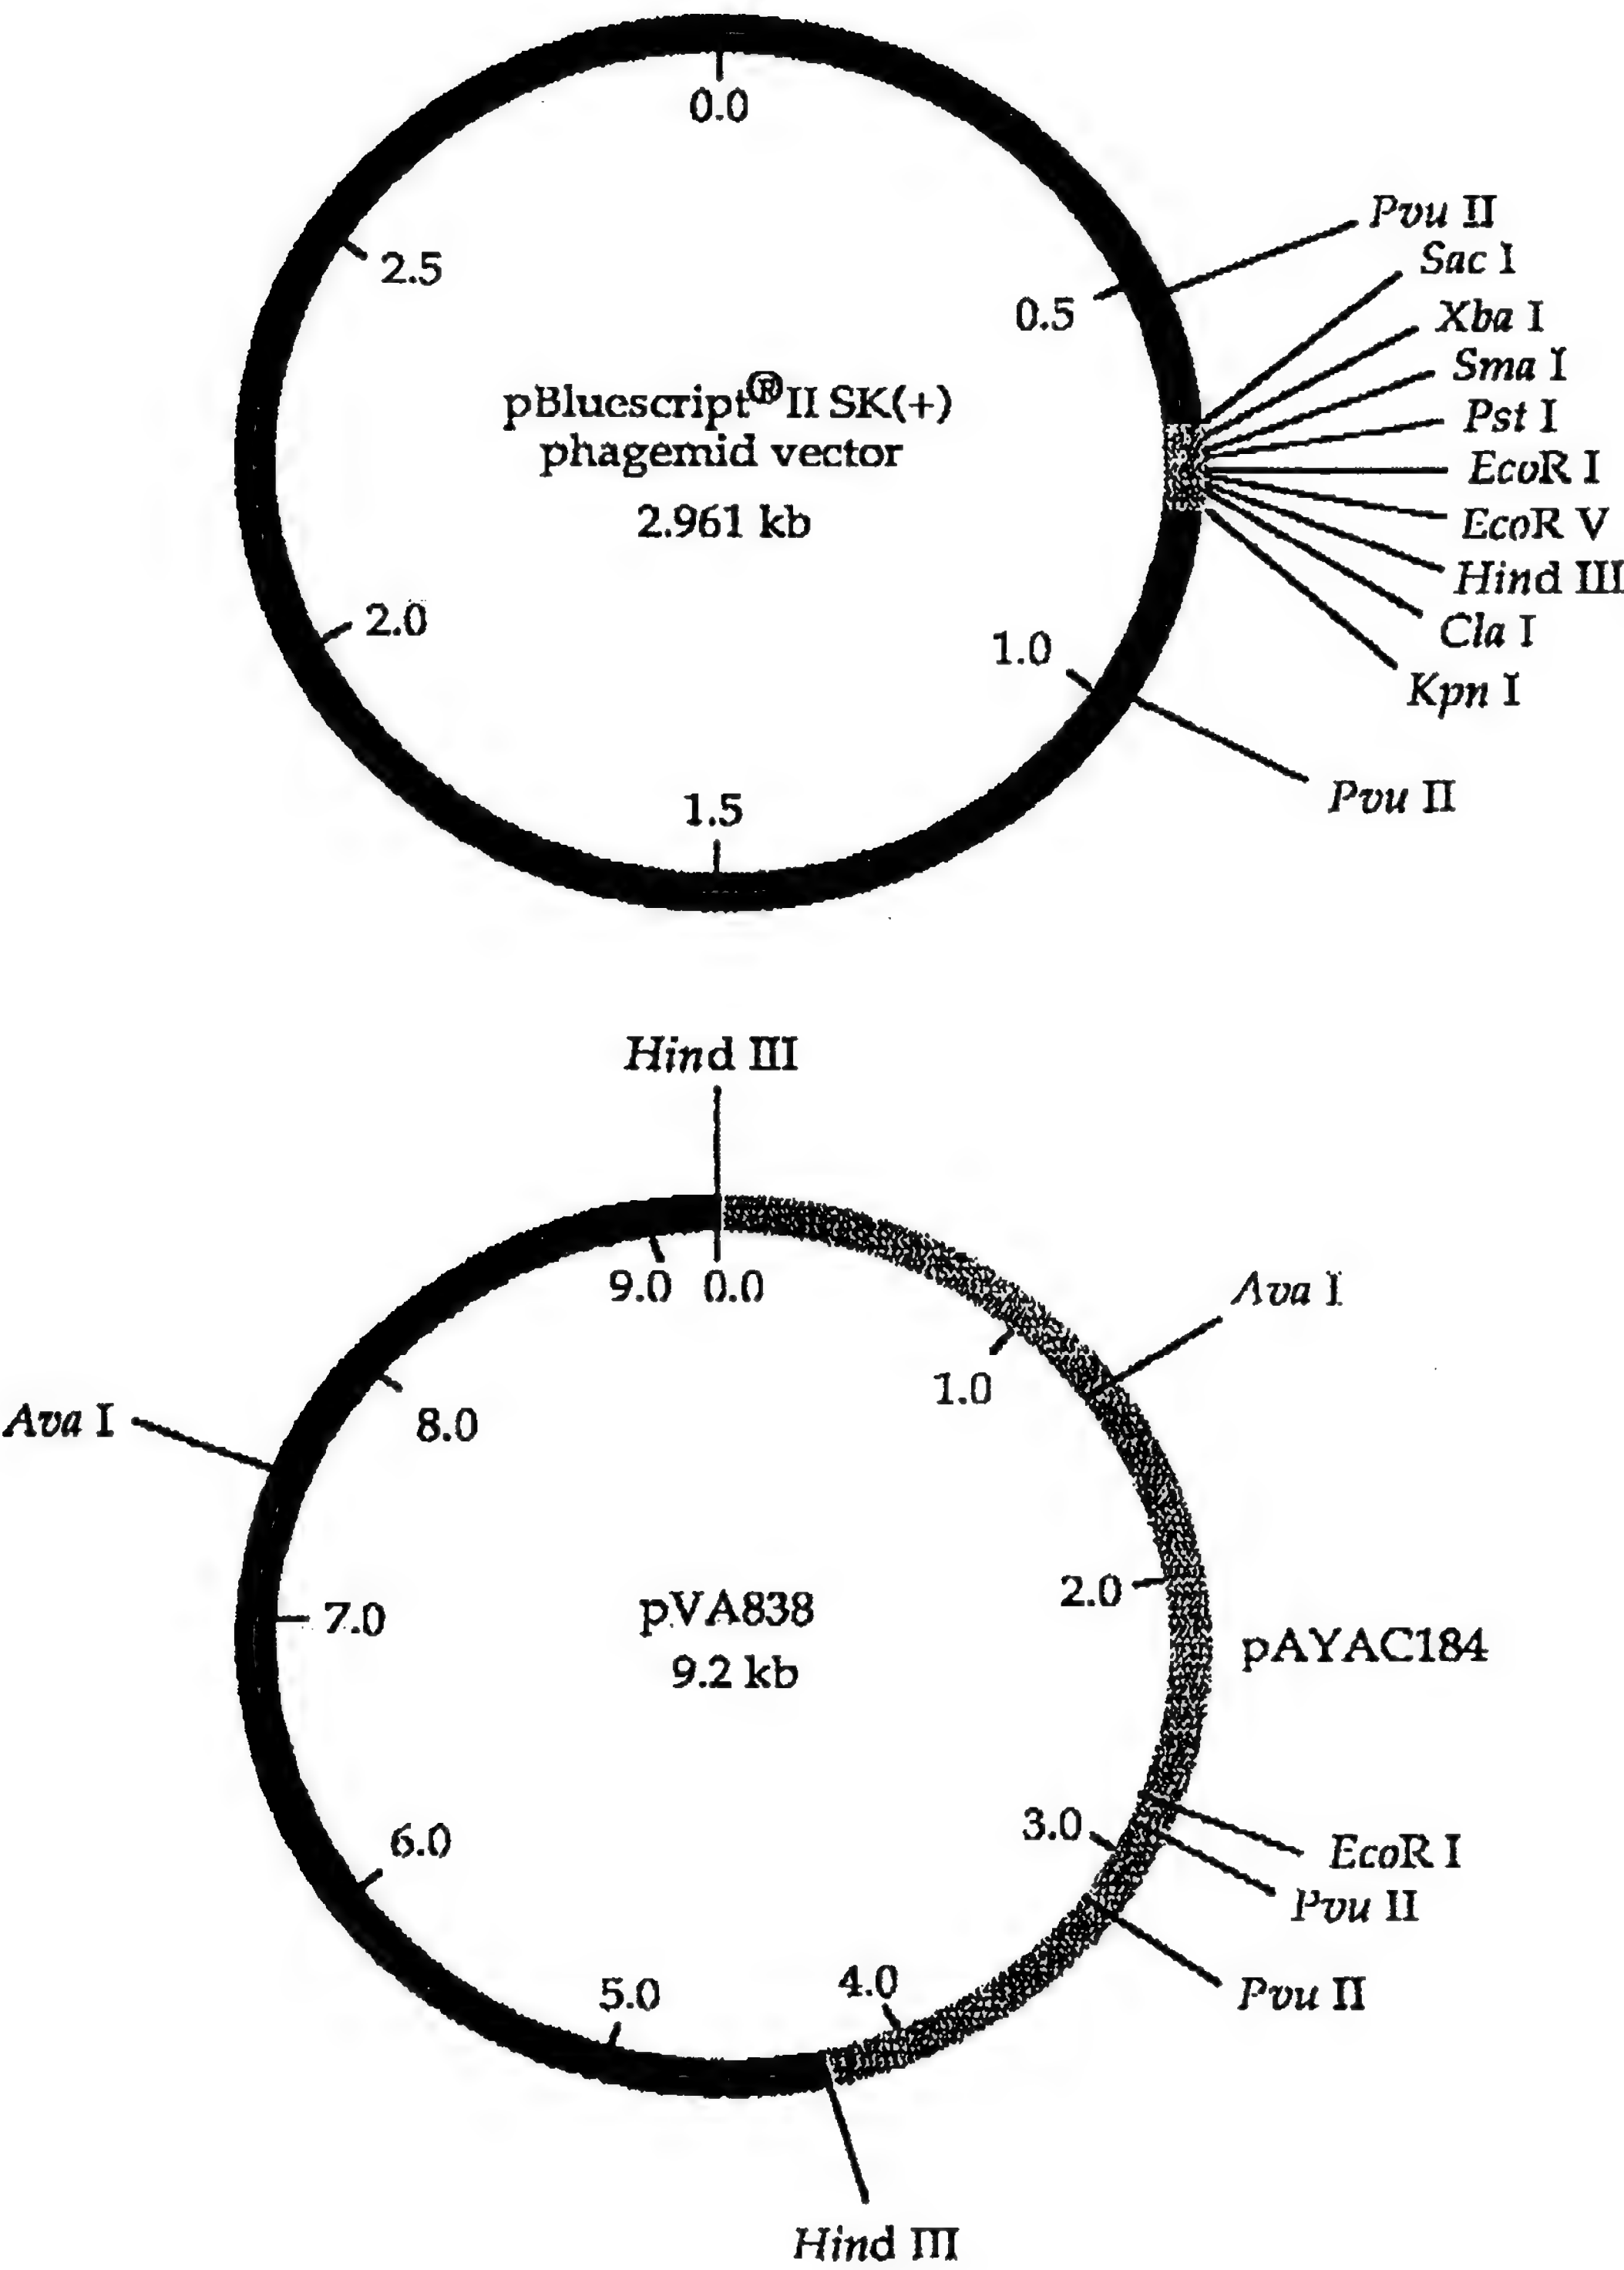 0.0
Pvu II
Sac I
2.5
0.5
Xba I
Sma I
pBluescript®II SK(+)
Pst I
phagemid vector
EcoR I
2.961 kb
EcoR V
Hind III
2.0
Cla I
1.0
Kpn I
1.5
Pvu II
Hind III
9.0 0.0
Ava I
1.0
Ava I
8.0
2.0
7.0
pVA838
pAYAC184
9.2 kb
3.0
6.0
EcoR I
Pvu II
4.0
5.0
Pvu II
Hind III